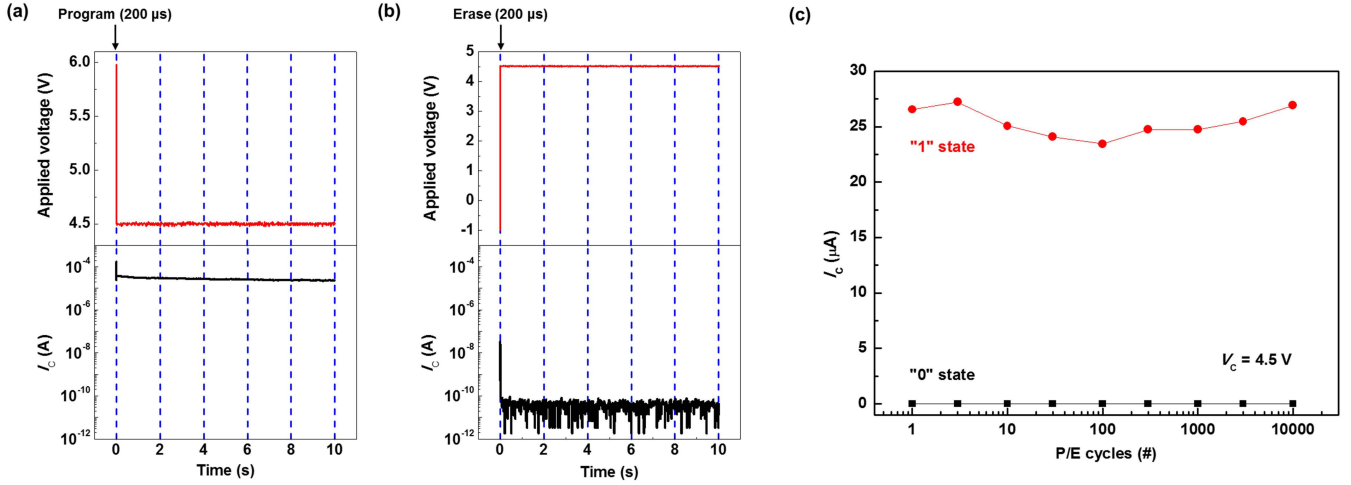 (a)
Program (200 µs)
Applied voltage (V)
6.0
5.5
5.0
4.5
I_C (A)
10^-4
10^-6
10^-8
10^-10
10^-12
0 2 4 6 8 10
Time (s)
(b)
Erase (200 µs)
Applied voltage (V)
5
4
3
2
1
0
-1
I_C (A)
10^-4
10^-6
10^-8
10^-10
10^-12
0 2 4 6 8 10
Time (s)
(c)
I_C (µA)
30
25
20
15
10
5
0
"1" state
"0" state
V_C = 4.5 V
1 10 100 1000 10000
P/E cycles (#)